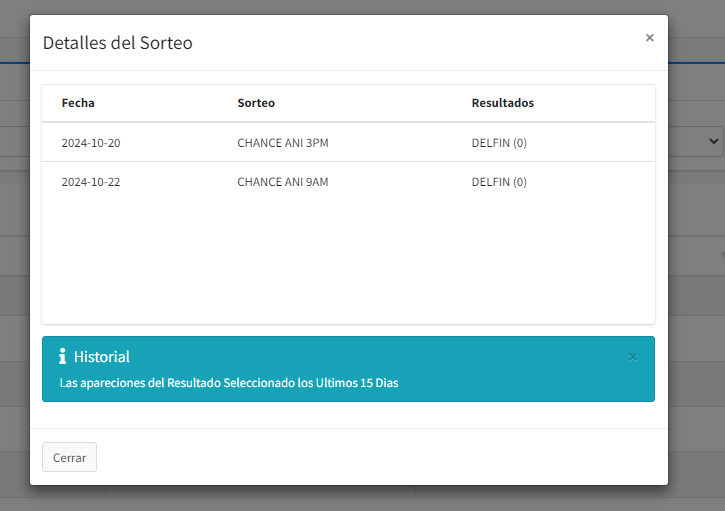 Detalles del Sorteo ×
Fecha Sorteo Resultados
2024-10-20 CHANCE ANI 3PM DELFIN (0)
2024-10-22 CHANCE ANI 9AM DELFIN (0)
Historial ×
Las apareciones del Resultado Seleccionado los Ultimos 15 Dias
Cerrar